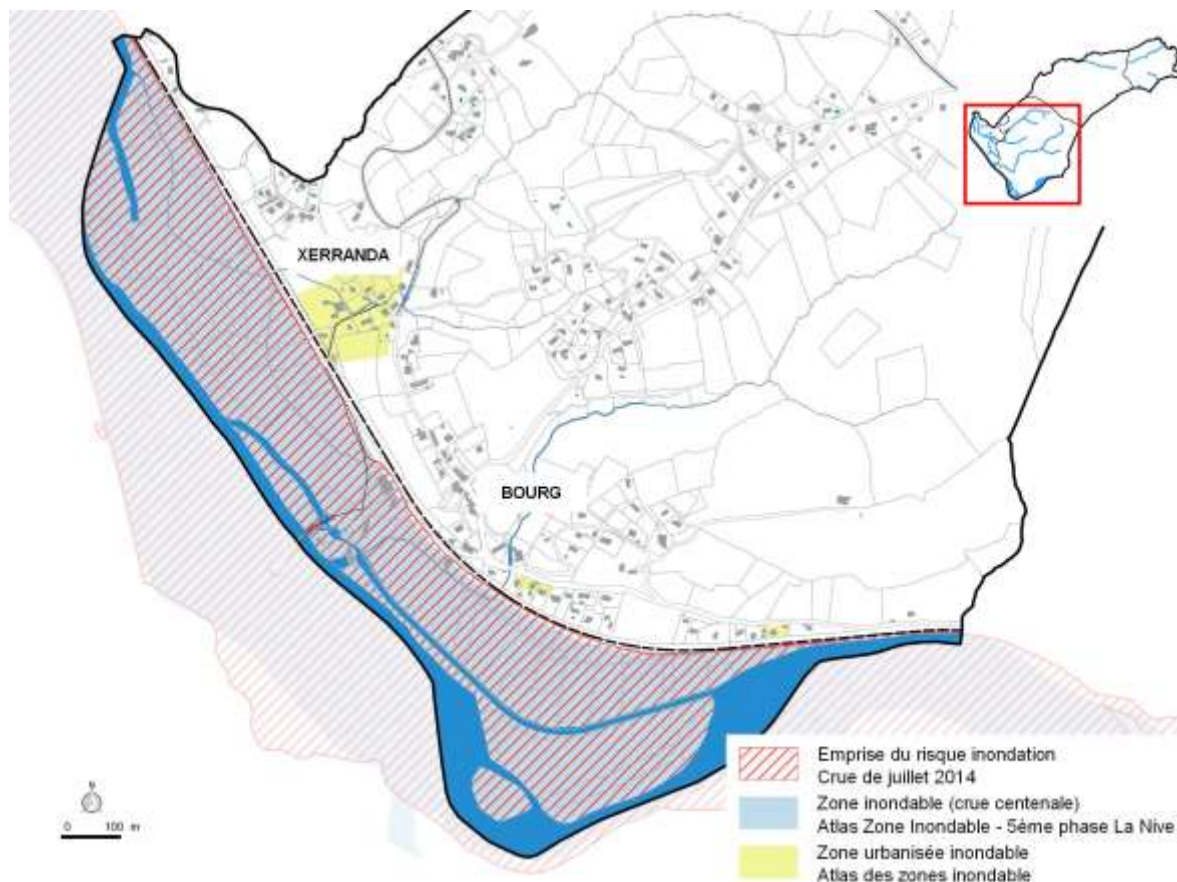 XERRANDA
BOURG
Emprise du risque inondation
Crue de juillet 2014
Zone inondable (crue centenale)
Atlas Zone Inondable - 5ème phase La Nive
Zone urbanisée inondable
Atlas des zones inondable
N
0 100 m